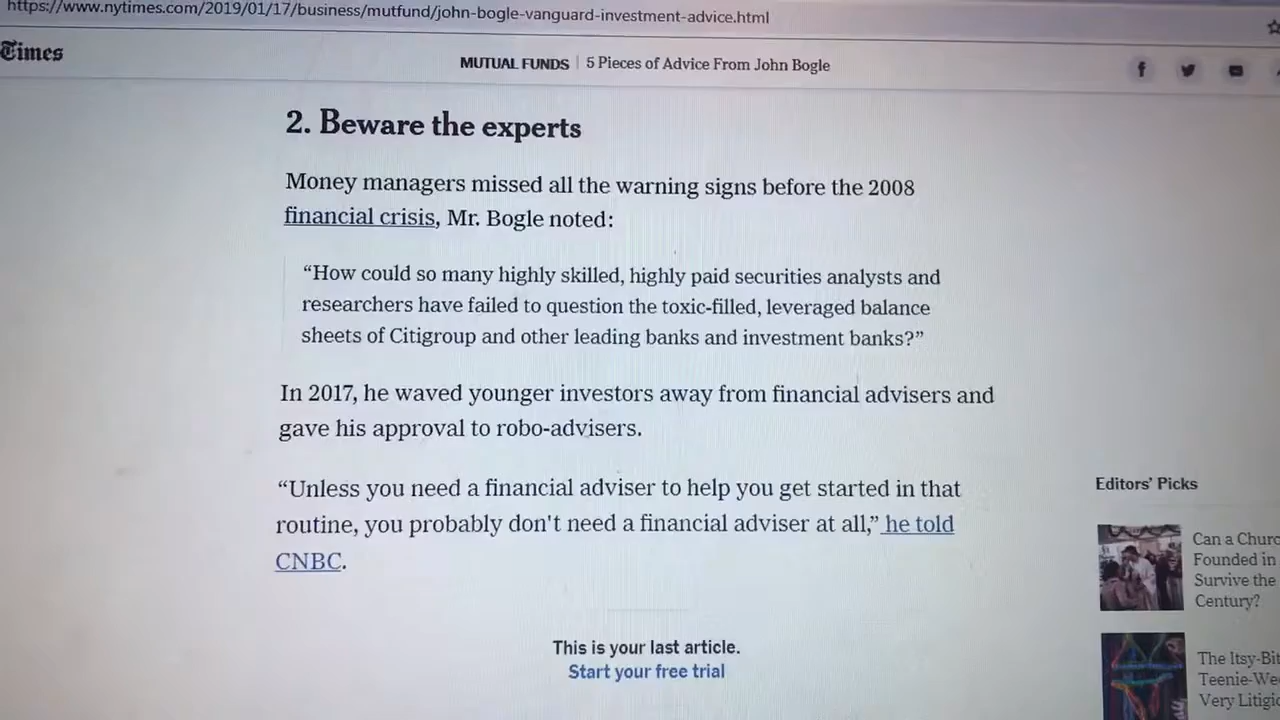 https://www.nytimes.com/2019/01/17/business/mutfund/john-bogle-vanguard-investment-advice.html
Times
MUTUAL FUNDS | 5 Pieces of Advice From John Bogle
2. Beware the experts
Money managers missed all the warning signs before the 2008
financial crisis, Mr. Bogle noted:
“How could so many highly skilled, highly paid securities analysts and
researchers have failed to question the toxic-filled, leveraged balance
sheets of Citigroup and other leading banks and investment banks?”
In 2017, he waved younger investors away from financial advisers and
gave his approval to robo-advisers.
“Unless you need a financial adviser to help you get started in that
routine, you probably don't need a financial adviser at all,” he told
CNBC.
This is your last article.
Start your free trial
Editors’ Picks
Can a
Founded in
Survive the
Century?
The Itsy-Bit
Teenie-We
Very